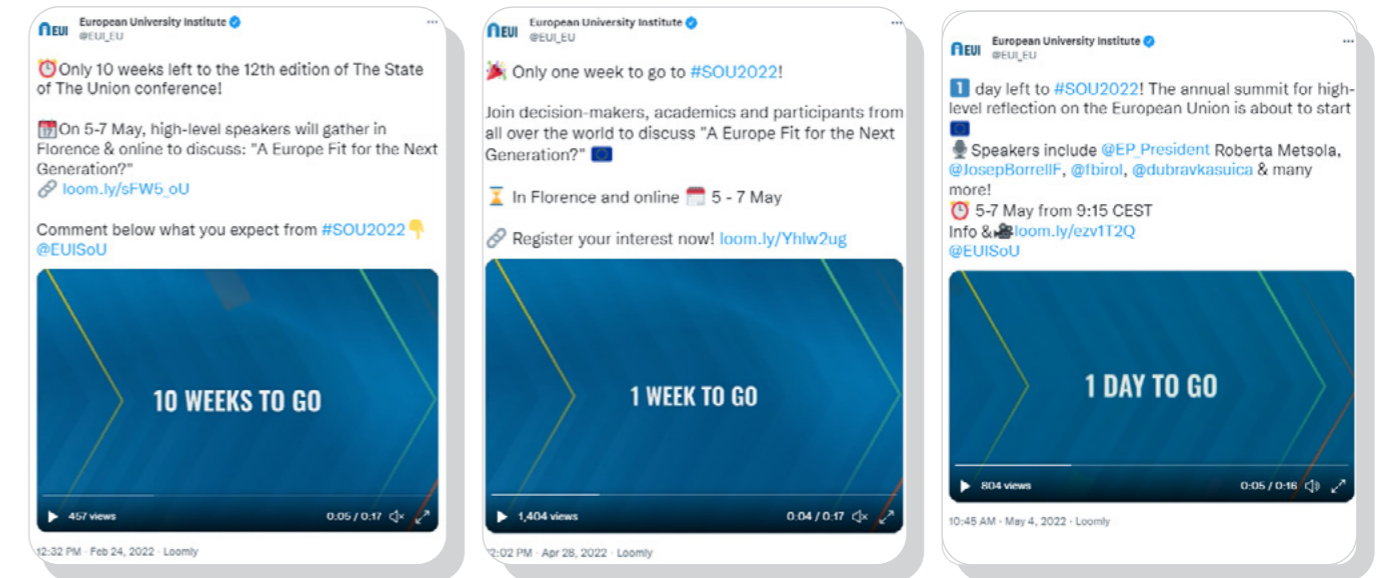 EUI
European University Institute
@EUI_EU
Only 10 weeks left to the 12th edition of The State
of The Union conference!
On 5-7 May, high-level speakers will gather in
Florence & online to discuss: "A Europe Fit for the Next
Generation?"
loom.ly/sFW5_oU
Comment below what you expect from #SOU2022
@EUISoU
10 WEEKS TO GO
457 views
0:05 / 0:17
12:32 PM · Feb 24, 2022 · Loomly
EUI
European University Institute
@EUI_EU
Only one week to go to #SOU2022!
Join decision-makers, academics and participants from
all over the world to discuss "A Europe Fit for the Next
Generation?"
In Florence and online 5 - 7 May
Register your interest now! loom.ly/Yhlw2ug
1 WEEK TO GO
1,404 views
0:04 / 0:17
12:02 PM · Apr 28, 2022 · Loomly
EUI
European University Institute
@EUI_EU
1 day left to #SOU2022! The annual summit for high-
level reflection on the European Union is about to start
Speakers include @EP_President Roberta Metsola,
@JosepBorrellF, @fbirol, @dubravkasuica & many
more!
5-7 May from 9:15 CEST
Info & loom.ly/ezv1T2Q
@EUISoU
1 DAY TO GO
804 views
0:05 / 0:16
10:45 AM · May 4, 2022 · Loomly